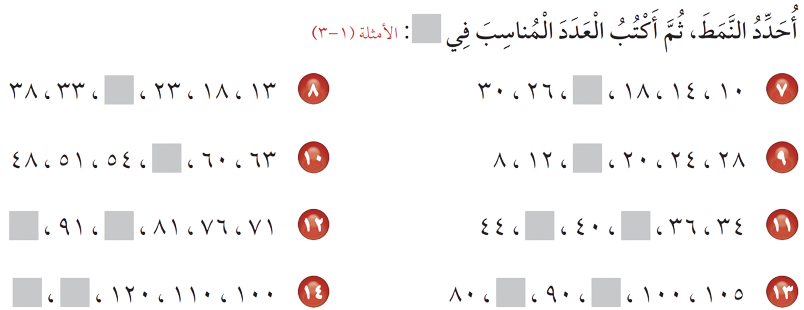 أُحَدِّدُ النَّمَطَ، ثُمَّ أَكْتُبُ الْعَدَدَ الْمُناسِبَ فِي ■ : الأمثلة (١-٣)
٧ ١٠ ، ١٤ ، ١٨ ، ■ ، ٢٦ ، ٣٠
٨ ١٣ ، ١٨ ، ٢٣ ، ■ ، ٣٣ ، ٣٨
٩ ٢٨ ، ٢٤ ، ٢٠ ، ■ ، ١٢ ، ٨
١٠ ٦٣ ، ٦٠ ، ■ ، ٥٤ ، ٥١ ، ٤٨
١١ ٣٤ ، ٣٦ ، ■ ، ٤٠ ، ■ ، ٤٤
١٢ ٧١ ، ٧٦ ، ٨١ ، ■ ، ٩١ ، ■
١٣ ١٠٥ ، ١٠٠ ، ■ ، ٩٠ ، ■ ، ٨٠
١٤ ١٠٠ ، ١١٠ ، ١٢٠ ، ■ ، ■